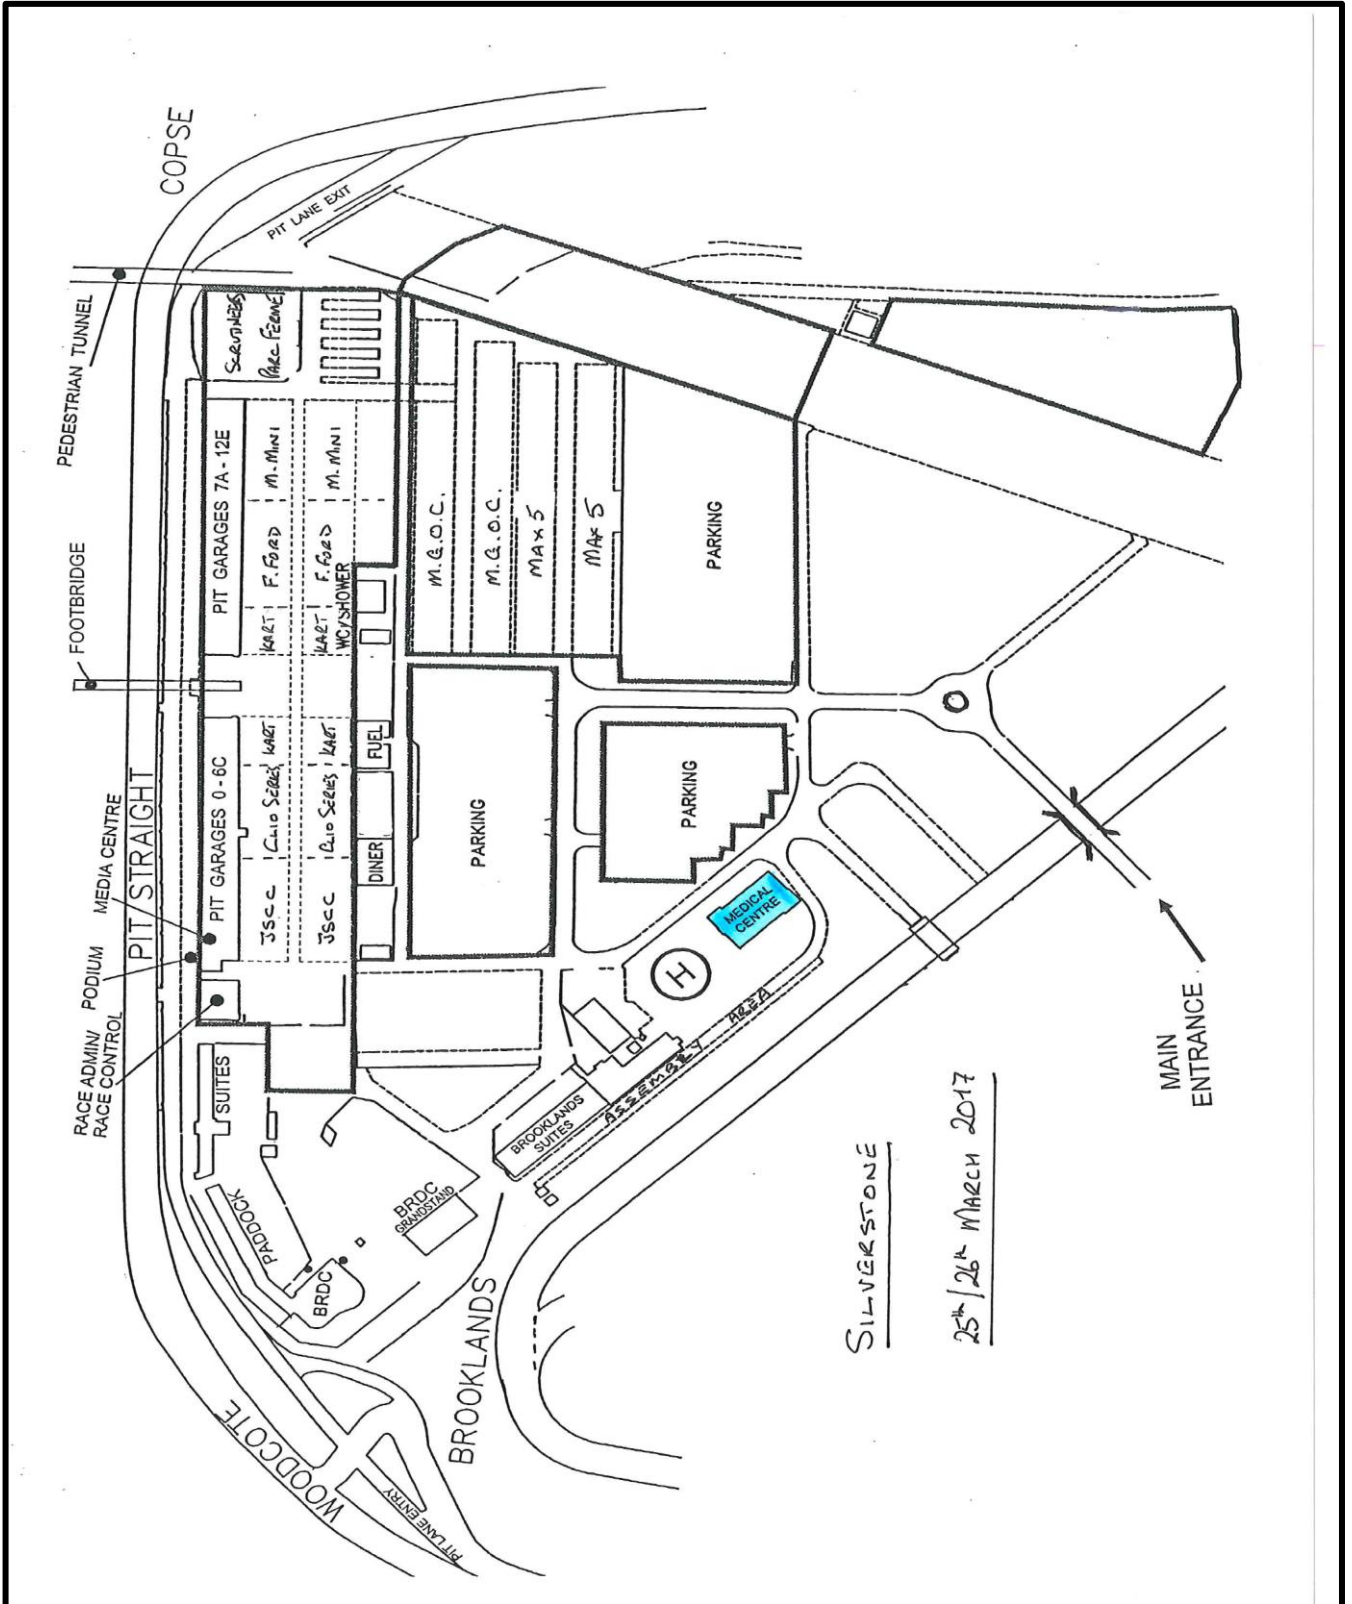 COPSE
PIT LANE EXIT
PEDESTRIAN TUNNEL
SCRUTINEERS
PARC FERME
FOOTBRIDGE
PIT GARAGES 7A - 12E
M. MINI
M. MINI
F. FORD
F. FORD
KART
KART
WC/SHOWER
M.G.O.C.
M.G.O.C.
MAX 5
MAX 5
PARKING
PIT STRAIGHT
MEDIA CENTRE
PODIUM
RACE ADMIN/
RACE CONTROL
PIT GARAGES 0 - 6C
KART
KART
CLIO SERIES
CLIO SERIES
JSCC
JSCC
FUEL
DINER
PARKING
PARKING
MEDICAL
CENTRE
H
ASSEMBLY AREA
SUITES
BROOKLANDS
SUITES
PADDOCK
BRDC
GRANDSTAND
BRDC
BROOKLANDS
WOODCOTE
PIT LANE ENTRY
MAIN
ENTRANCE
SILVERSTONE
25th/26th MARCH 2017